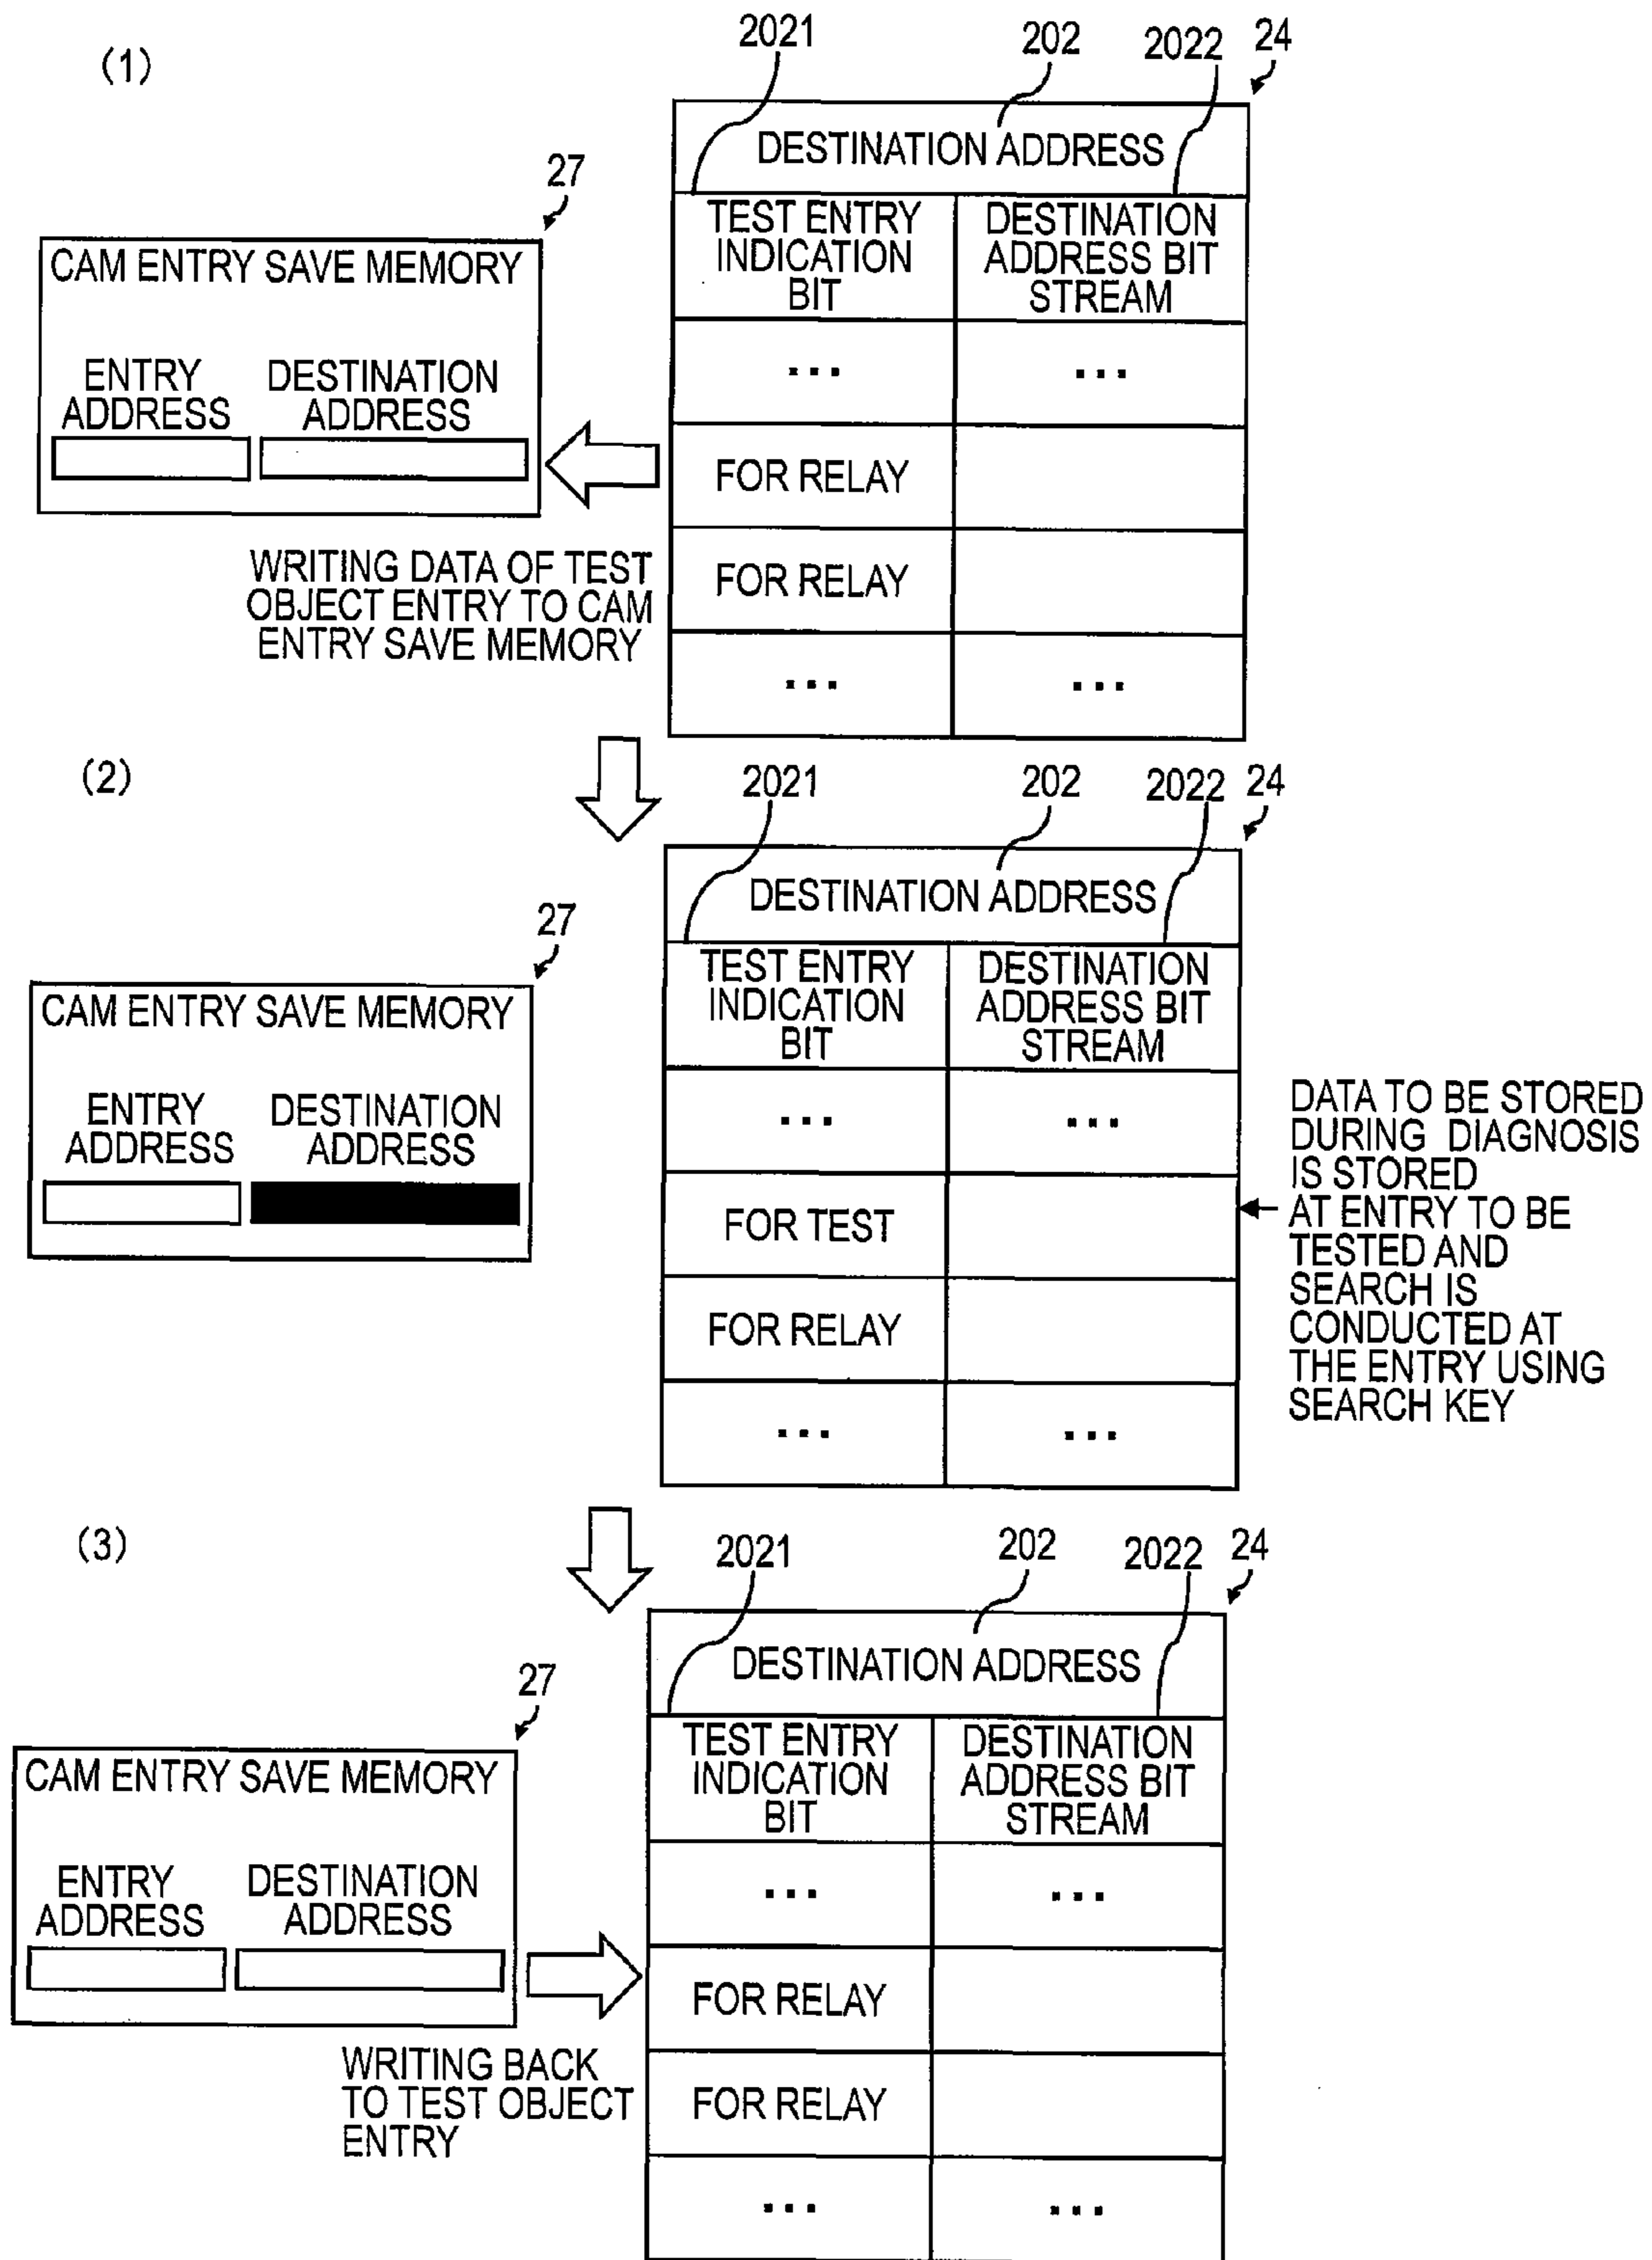 (1)
2021
202
2022
24
DESTINATION ADDRESS
27
TEST ENTRY
INDICATION
BIT
DESTINATION
ADDRESS BIT
STREAM
CAM ENTRY SAVE MEMORY
ENTRY
ADDRESS
DESTINATION
ADDRESS
... ...
FOR RELAY
FOR RELAY
... ...
WRITING DATA OF TEST
OBJECT ENTRY TO CAM
ENTRY SAVE MEMORY
(2)
2021
202
2022
24
DESTINATION ADDRESS
27
TEST ENTRY
INDICATION
BIT
DESTINATION
ADDRESS BIT
STREAM
CAM ENTRY SAVE MEMORY
ENTRY
ADDRESS
DESTINATION
ADDRESS
... ...
FOR TEST
FOR RELAY
... ...
DATA TO BE STORED
DURING DIAGNOSIS
IS STORED
AT ENTRY TO BE
TESTED AND
SEARCH IS
CONDUCTED AT
THE ENTRY USING
SEARCH KEY
(3)
2021
202
2022
24
DESTINATION ADDRESS
27
TEST ENTRY
INDICATION
BIT
DESTINATION
ADDRESS BIT
STREAM
CAM ENTRY SAVE MEMORY
ENTRY
ADDRESS
DESTINATION
ADDRESS
... ...
FOR RELAY
FOR RELAY
... ...
WRITING BACK
TO TEST OBJECT
ENTRY